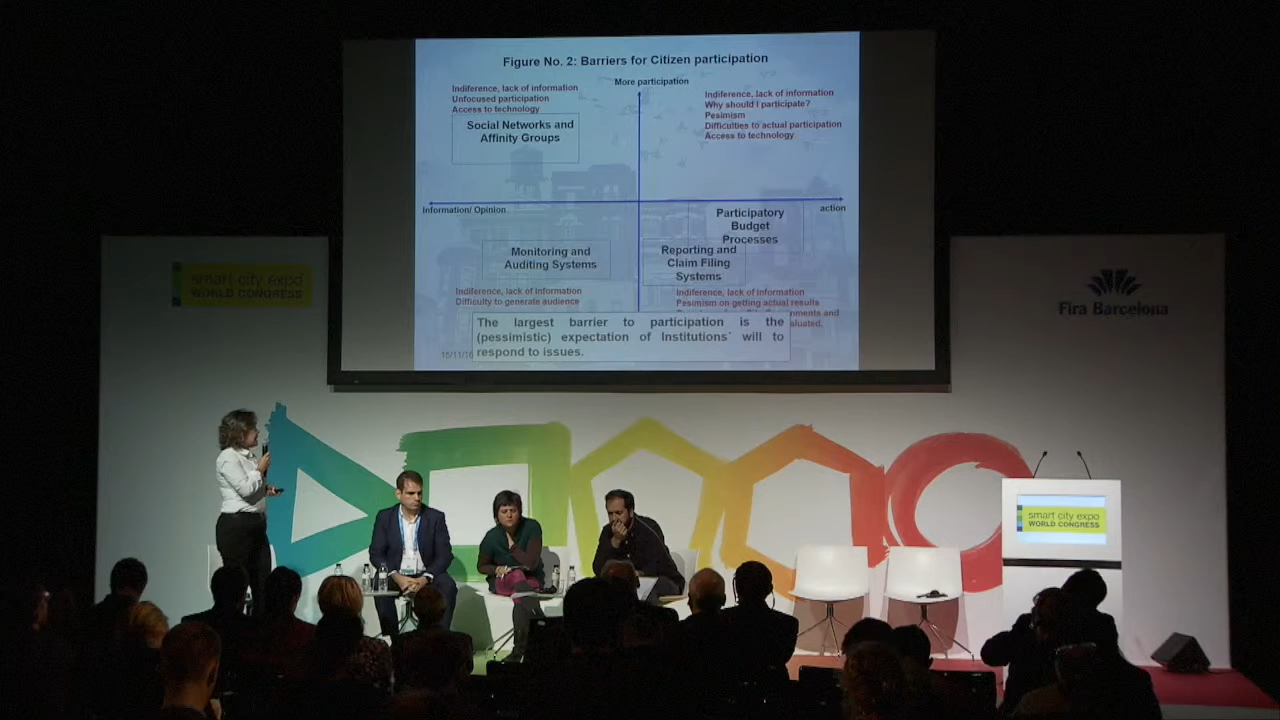 Figure No. 2: Barriers for Citizen participation
More participation
Indiference, lack of information
Unfocused participation
Access to technology
Social Networks and
Affinity Groups
Indiference, lack of information
Why should I participate?
Pesimism
Difficulties to actual participation
Access to technology
Information/ Opinion
action
Participatory
Budget
Processes
Monitoring and
Auditing Systems
Reporting and
Claim Filing
Systems
Indiference, lack of information
Difficulty to generate audience
Indiference, lack of information
Pesimism on getting actual results
The largest barrier to participation is the
(pessimistic) expectation of Institutions´ will to
respond to issues.
smart city expo
WORLD CONGRESS
Fira Barcelona
smart city expo
WORLD CONGRESS